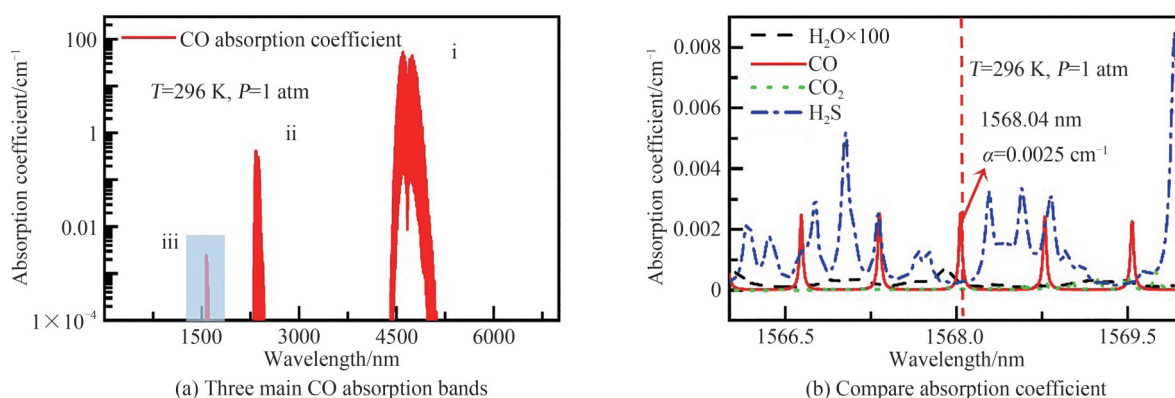 CO absorption coefficient
T=296 K, P=1 atm
i
ii
iii
100
1
0.01
1×10⁻⁴
Absorption coefficient/cm⁻¹
1500
3000
4500
6000
Wavelength/nm
(a) Three main CO absorption bands
H₂O×100
CO
CO₂
H₂S
T=296 K, P=1 atm
1568.04 nm
α=0.0025 cm⁻¹
0.008
0.006
0.004
0.002
0
Absorption coefficient/cm⁻¹
1566.5
1568.0
1569.5
Wavelength/nm
(b) Compare absorption coefficient